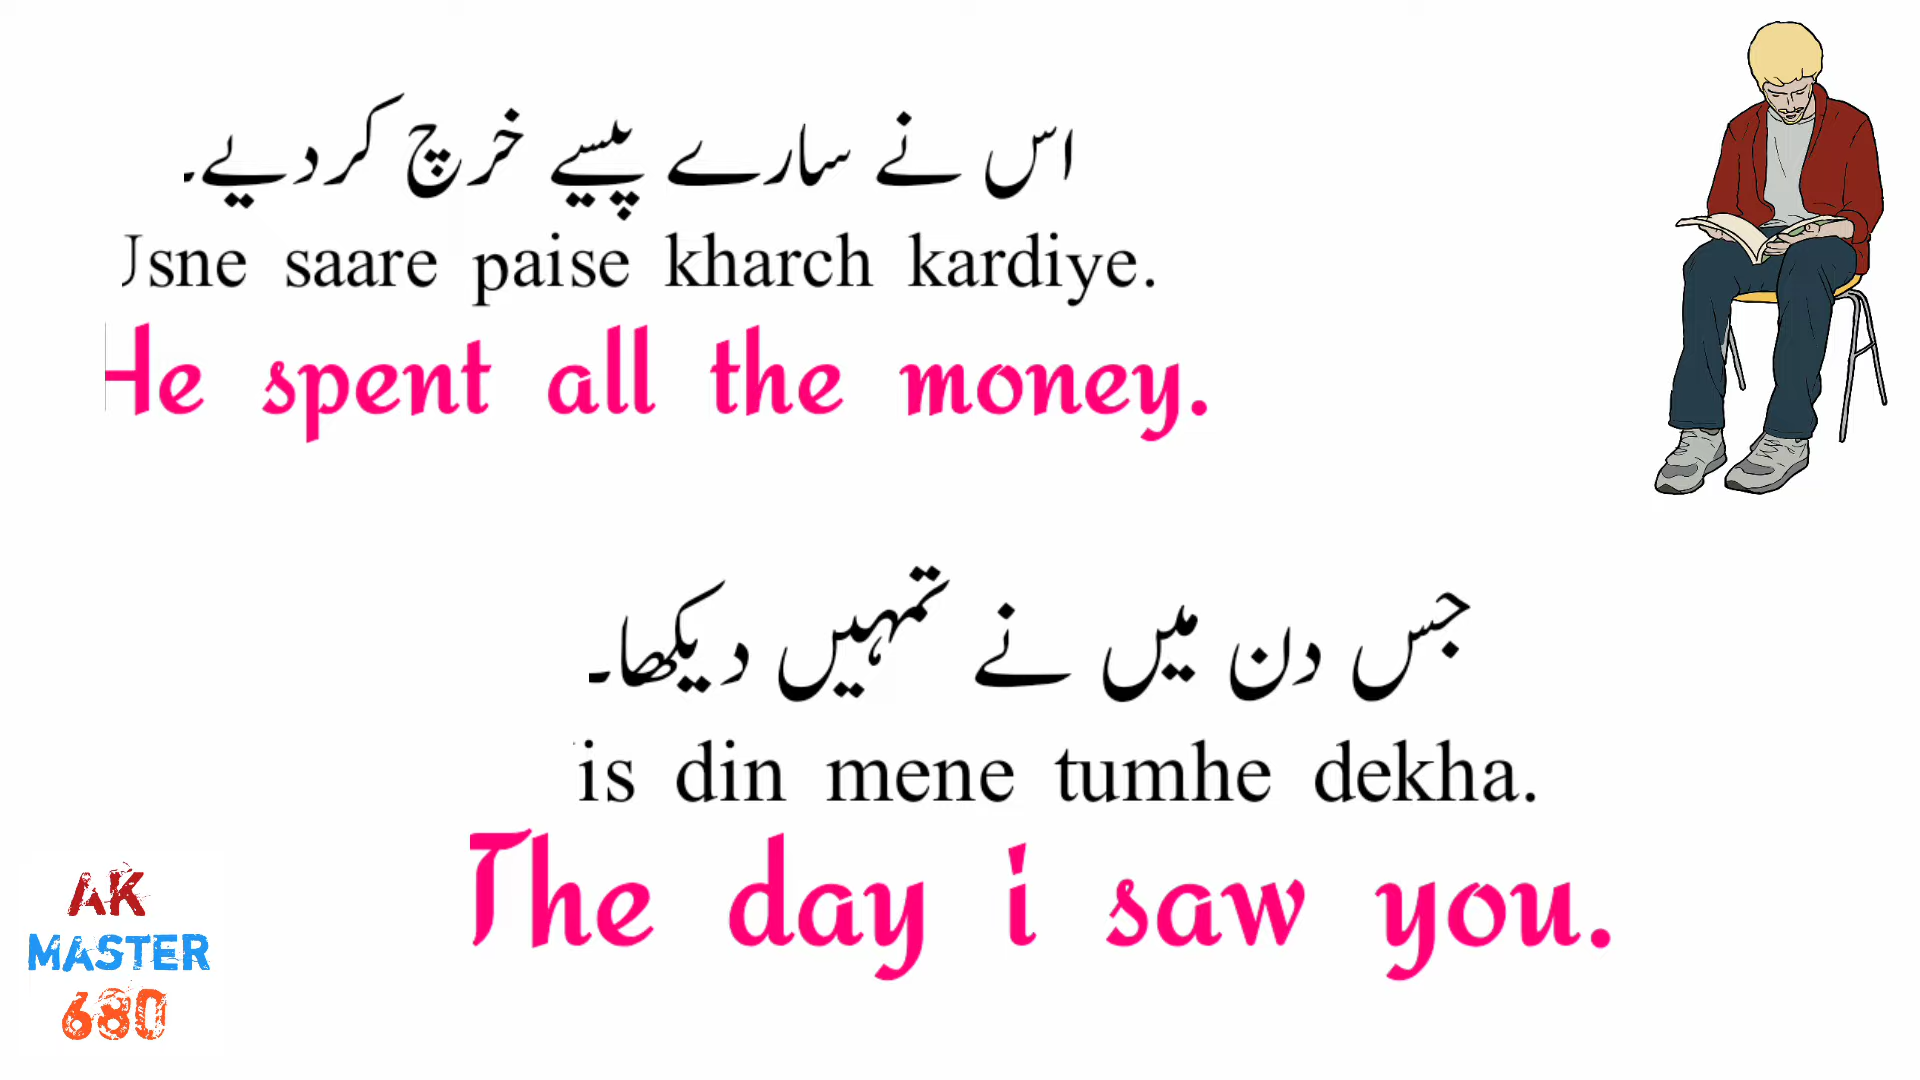 اس نے سارے پیسے خرچ کردیے۔
Usne saare paise kharch kardiye.
He spent all the money.
جس دن میں نے تمہیں دیکھا۔
is din mene tumhe dekha.
The day i saw you.
AK
MASTER
680